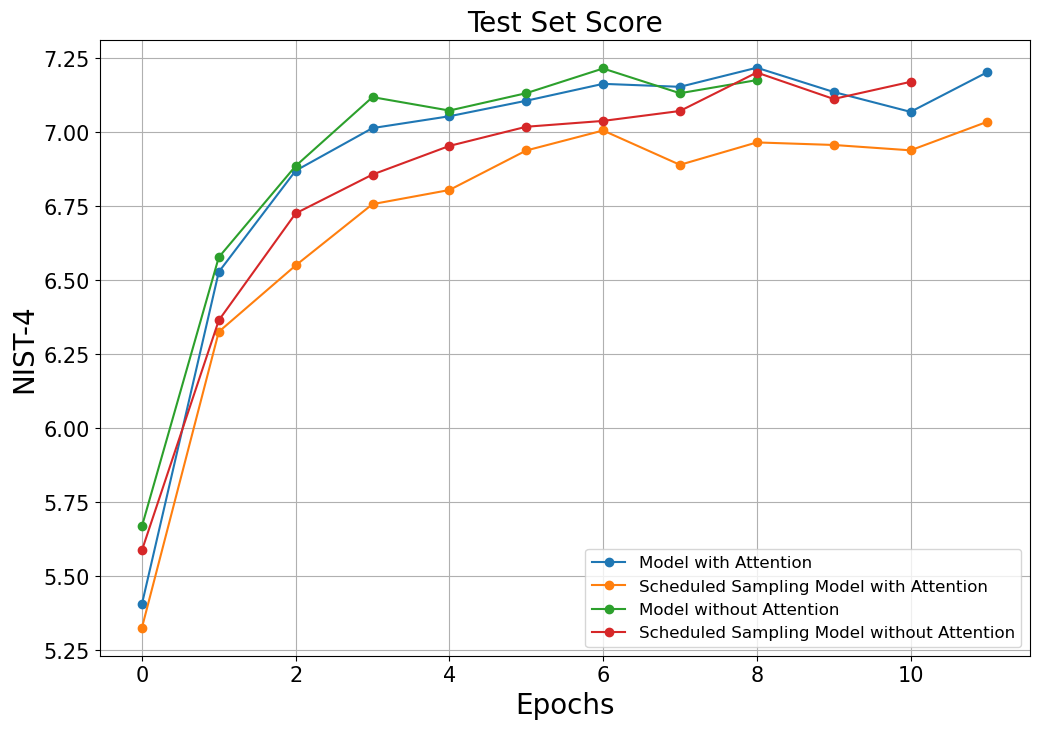 Test Set Score
NIST-4
7.25
7.00
6.75
6.50
6.25
6.00
5.75
5.50
5.25
0 2 4 6 8 10
Epochs
Model with Attention
Scheduled Sampling Model with Attention
Model without Attention
Scheduled Sampling Model without Attention